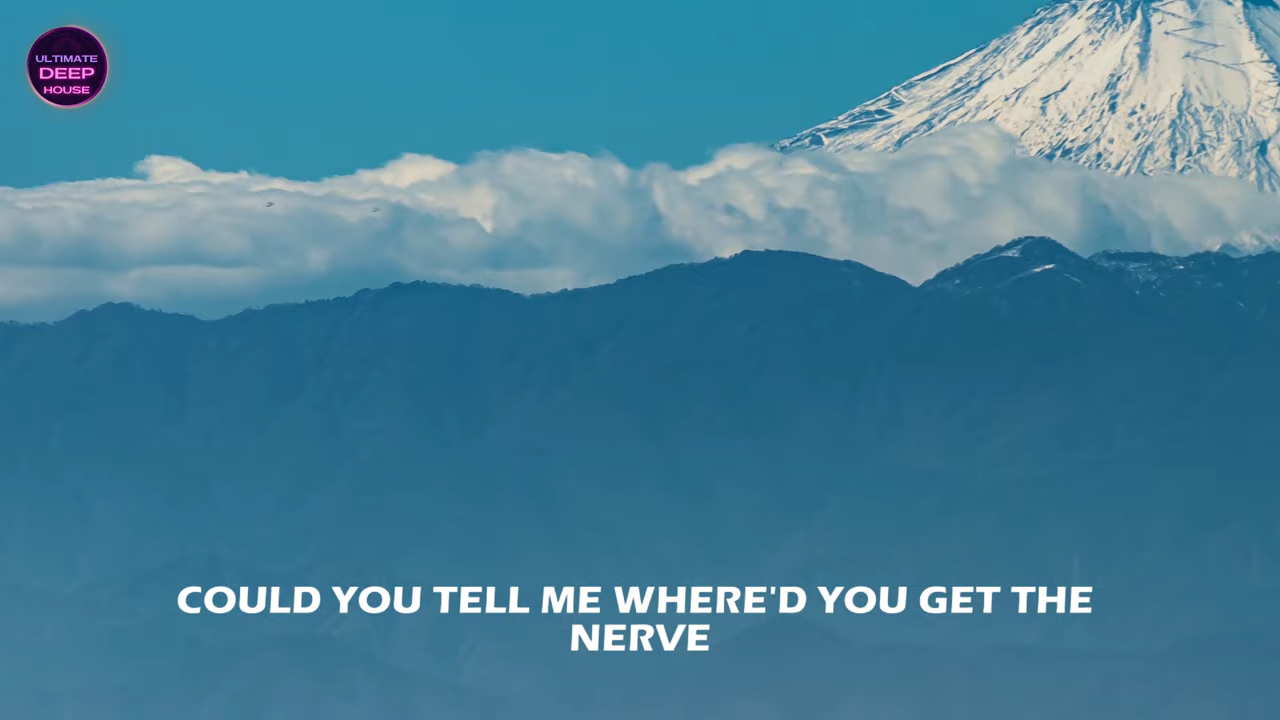 ULTIMATE
DEEP
HOUSE
COULD YOU TELL ME WHERE'D YOU GET THE
NERVE